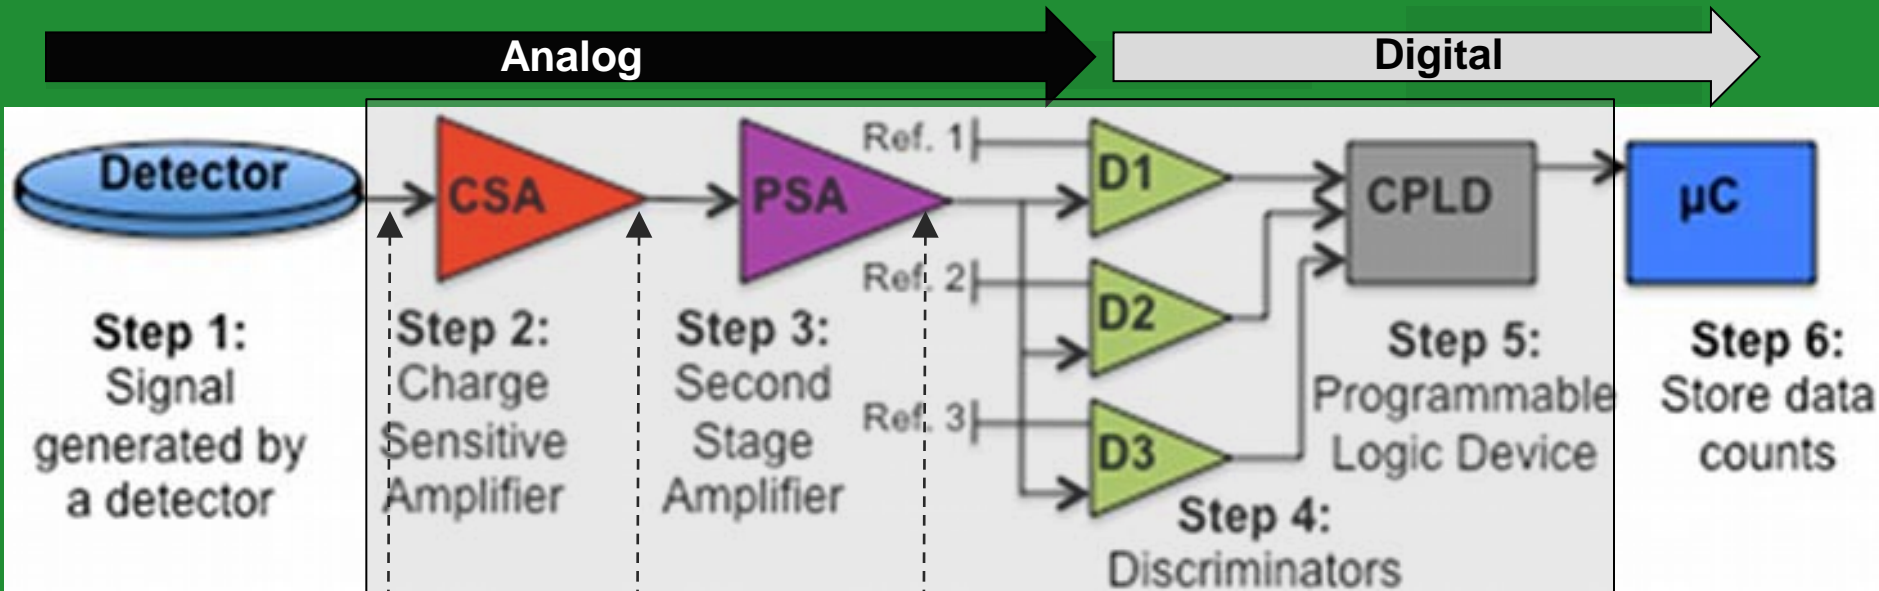 Analog
Digital
Detector
CSA
PSA
Ref. 1
D1
CPLD
µC
Ref. 2
D2
Ref. 3
D3
Step 1:
Signal
generated by
a detector
Step 2:
Charge
Sensitive
Amplifier
Step 3:
Second
Stage
Amplifier
Step 4:
Discriminators
Step 5:
Programmable
Logic Device
Step 6:
Store data
counts